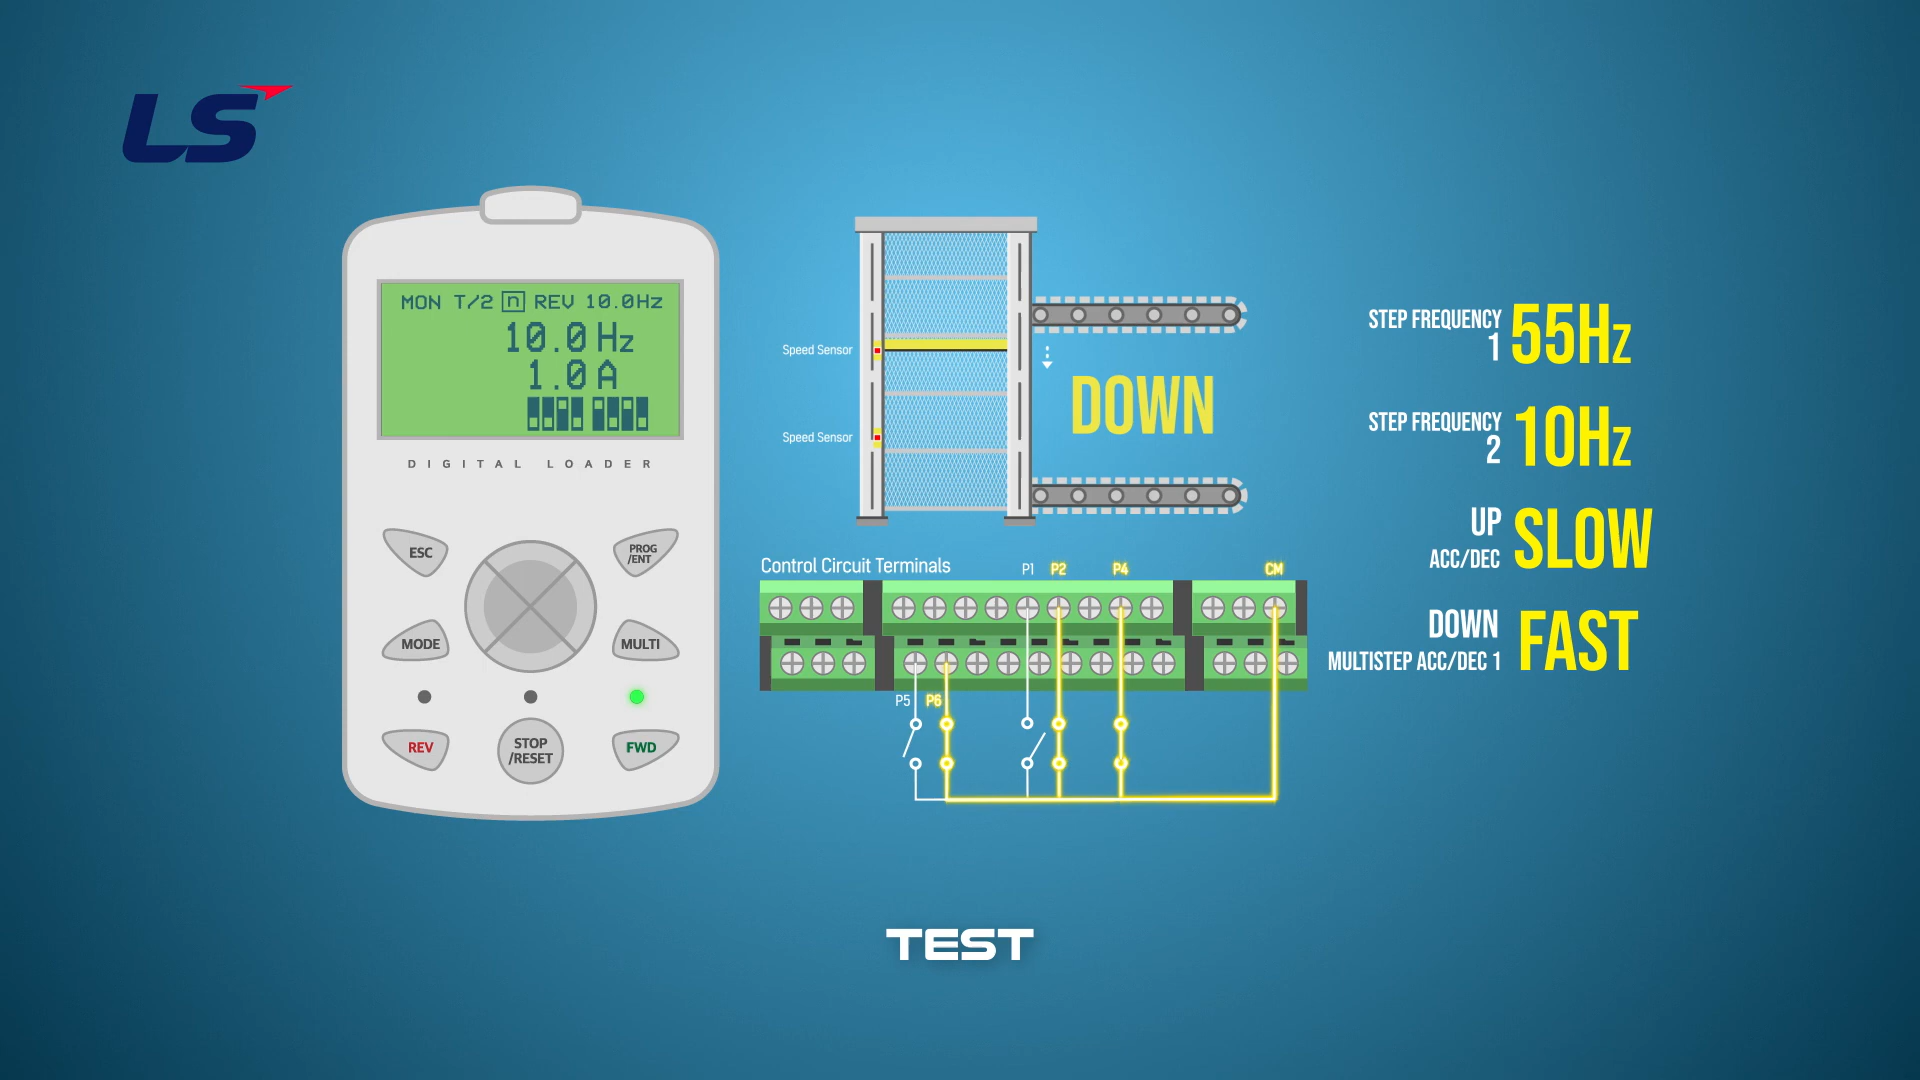 LS
MON T/2 n REV 10.0Hz
10.0 Hz
1.0 A
DIGITAL LOADER
ESC
PROG
/ENT
MODE
MULTI
REV
STOP
/RESET
FWD
Speed Sensor
Speed Sensor
DOWN
Control Circuit Terminals
P1
P2
P4
CM
P5
P6
STEP FREQUENCY
1
55Hz
STEP FREQUENCY
2
10Hz
UP
ACC/DEC
SLOW
DOWN
MULTISTEP ACC/DEC 1
FAST
TEST